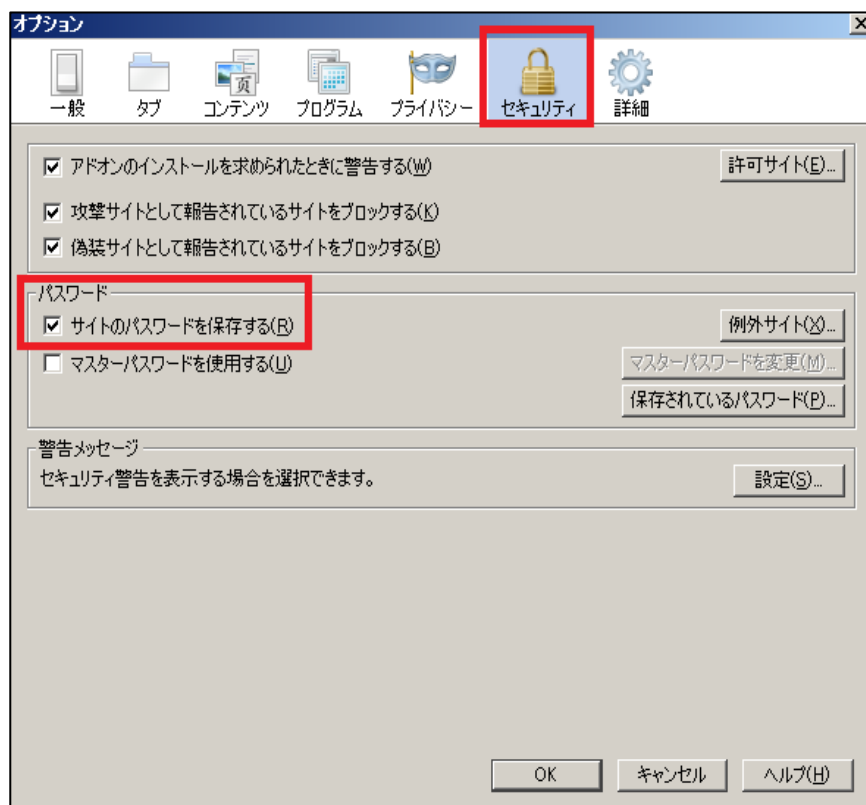 オプション
一般 タブ コンテンツ プログラム プライバシー セキュリティ 詳細
アドオンのインストールを求められたときに警告する(W) 許可サイト(E)...
攻撃サイトとして報告されているサイトをブロックする(K)
偽装サイトとして報告されているサイトをブロックする(B)
パスワード
サイトのパスワードを保存する(R) 例外サイト(X)...
マスターパスワードを使用する(U) マスターパスワードを変更(M)...
保存されているパスワード(P)...
警告メッセージ
セキュリティ警告を表示する場合を選択できます。 設定(S)...
OK キャンセル ヘルプ(H)